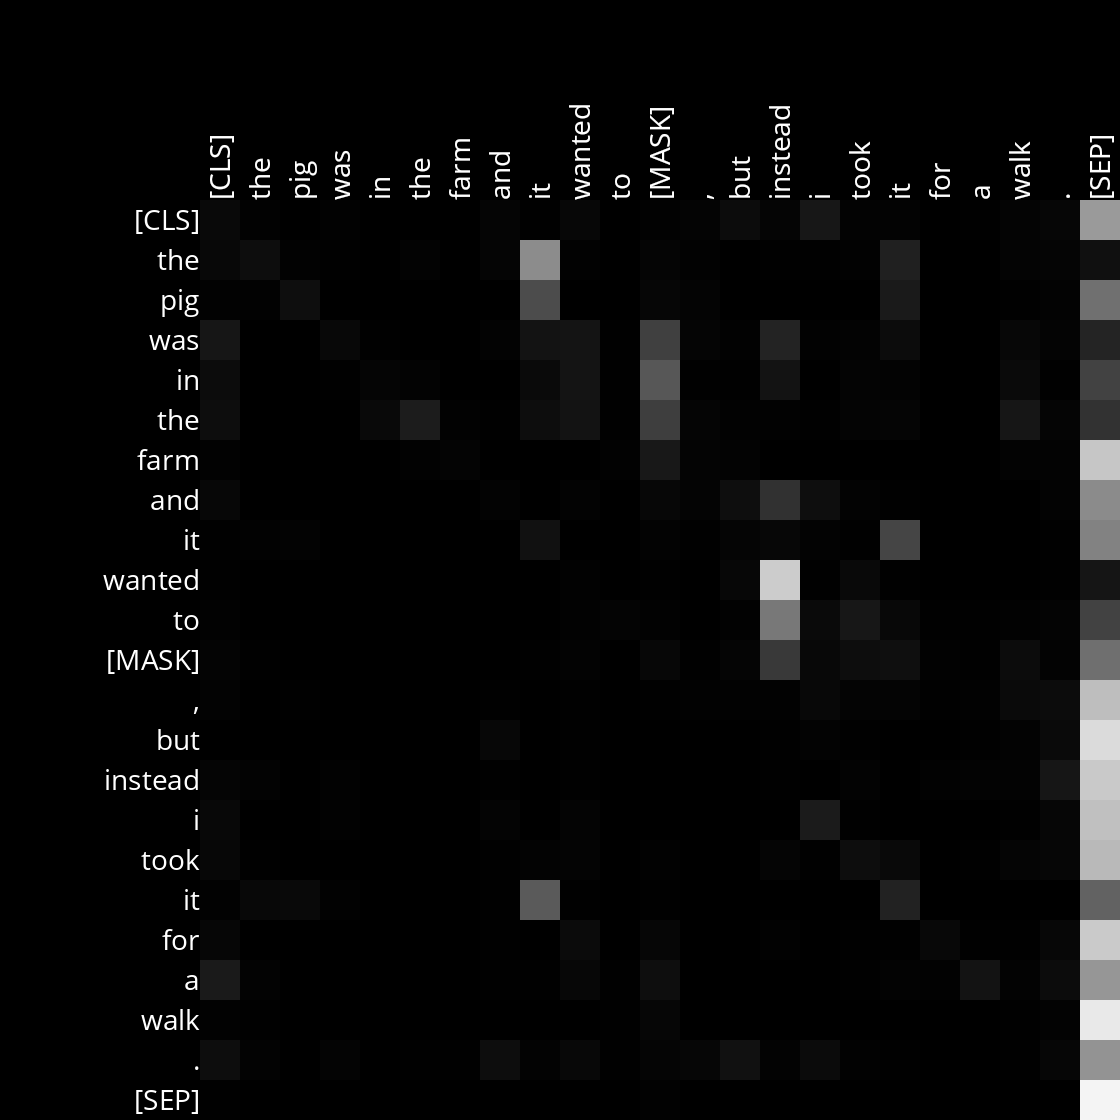 [CLS] the pig was in the farm and it wanted to [MASK] , but instead i took it for a walk . [SEP]
[CLS]
the
pig
was
in
the
farm
and
it
wanted
to
[MASK]
,
but
instead
i
took
it
for
a
walk
.
[SEP]